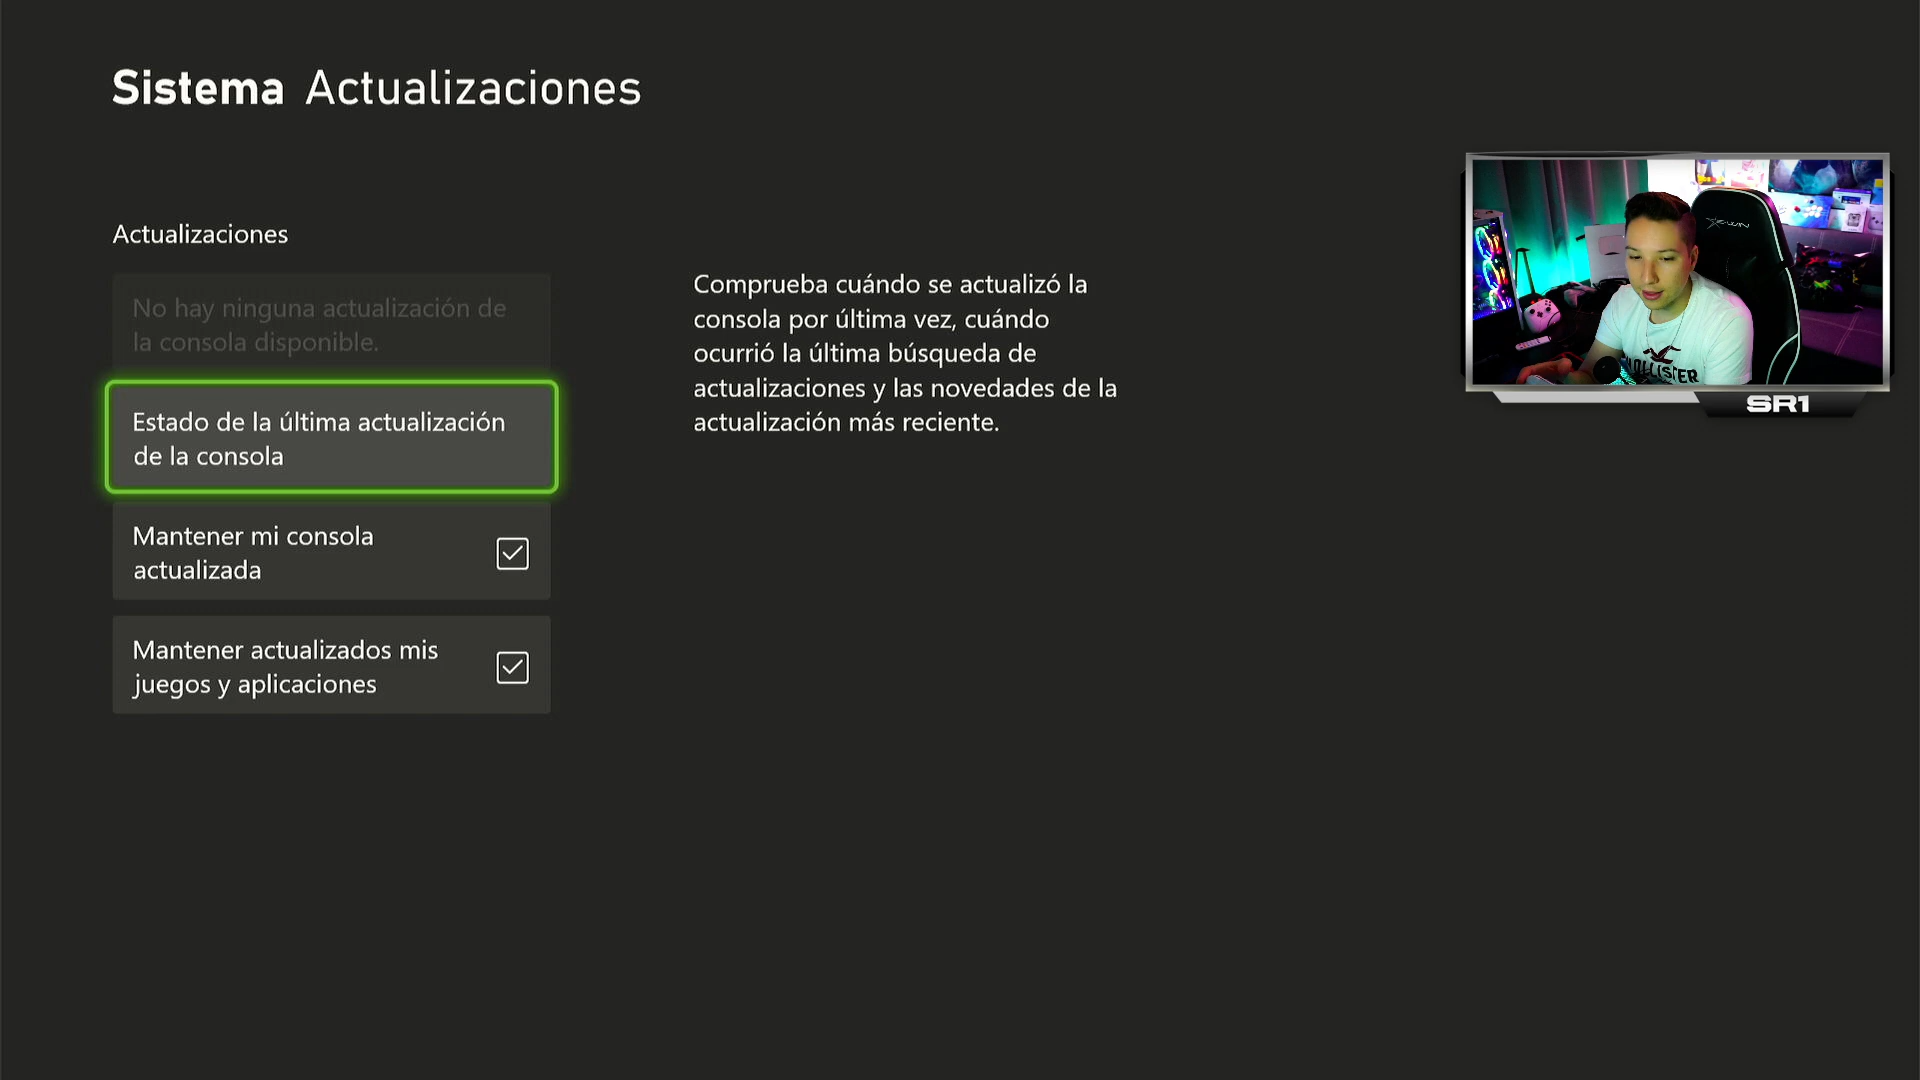 Sistema Actualizaciones
Actualizaciones
No hay ninguna actualización de
la consola disponible.
Estado de la última actualización
de la consola
Mantener mi consola
actualizada
Mantener actualizados mis
juegos y aplicaciones
Comprueba cuándo se actualizó la
consola por última vez, cuándo
ocurrió la última búsqueda de
actualizaciones y las novedades de la
actualización más reciente.
HOLLISTER
SR1